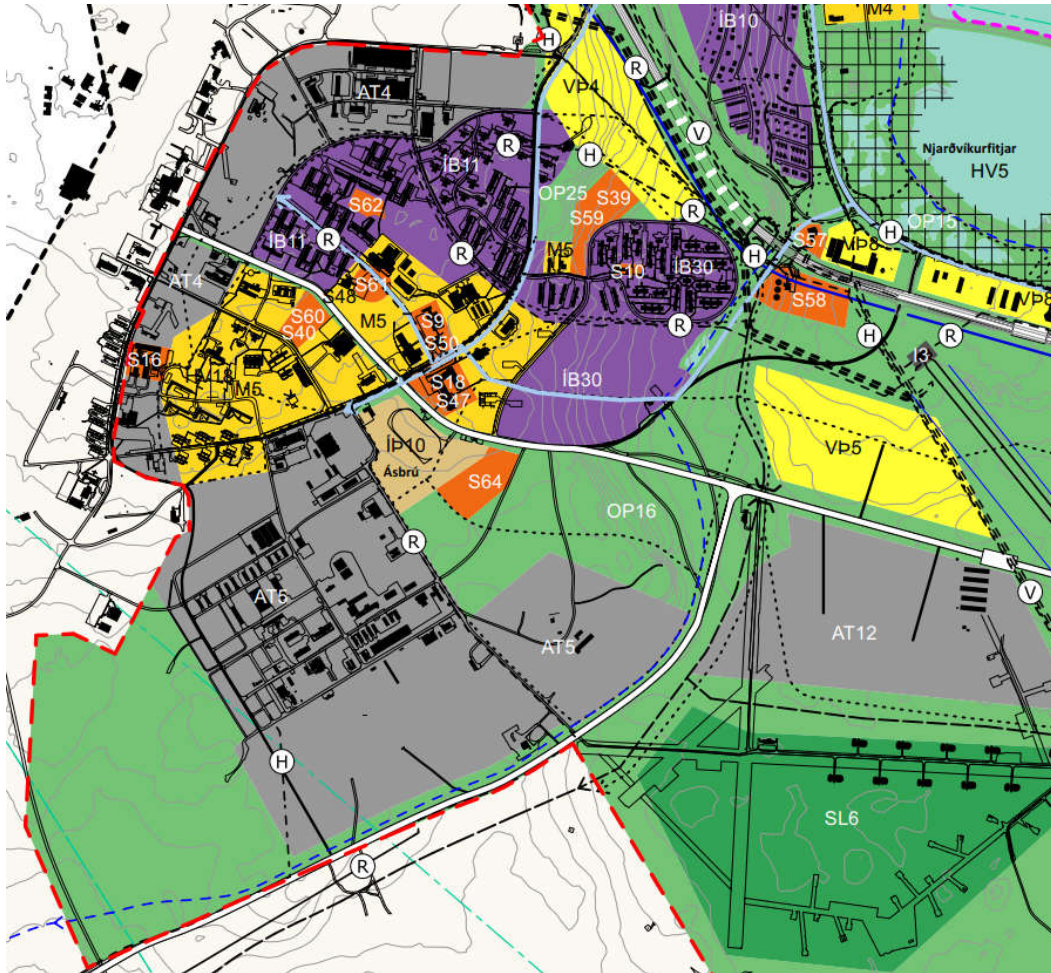 ÍB10
M4
H
R
AT4
VÞ4
V
Njarðvíkurfitjar
HV5
R
ÍB11
H
OP25
S39
S62
S59
R
OP15
H
ÍB11
R
R
M5
S57
VÞ8
H
AT4
S10
ÍB30
S61
S48
S58
VÞ8
S60
S9
M5
S40
R
H
R
S50
I3
S16
M5
S18
ÍB30
S47
ÍÞ10
VÞ5
Ásbrú
S64
OP16
R
AT6
V
AT5
AT12
H
SL6
R